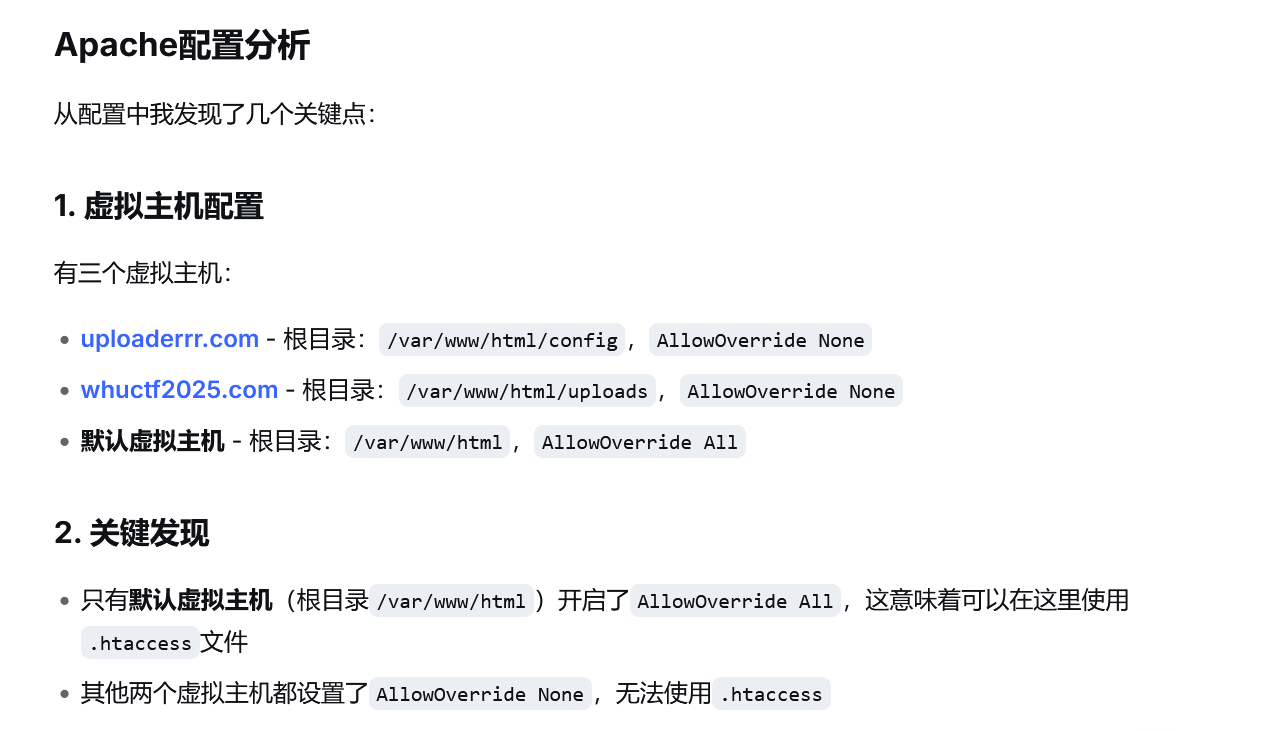 Apache配置分析
从配置中我发现了几个关键点：
1. 虚拟主机配置
有三个虚拟主机：
• uploaderrr.com - 根目录：/var/www/html/config，AllowOverride None
• whuctf2025.com - 根目录：/var/www/html/uploads，AllowOverride None
• 默认虚拟主机 - 根目录：/var/www/html，AllowOverride All
2. 关键发现
• 只有默认虚拟主机（根目录/var/www/html）开启了AllowOverride All，这意味着可以在这里使用
.htaccess文件
• 其他两个虚拟主机都设置了AllowOverride None，无法使用.htaccess